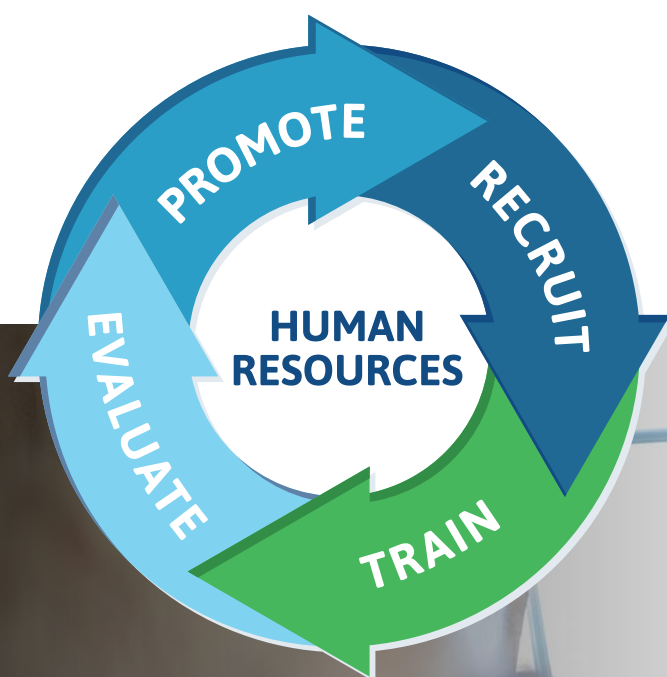 PROMOTE
RECRUIT
HUMAN
RESOURCES
EVALUATE
TRAIN